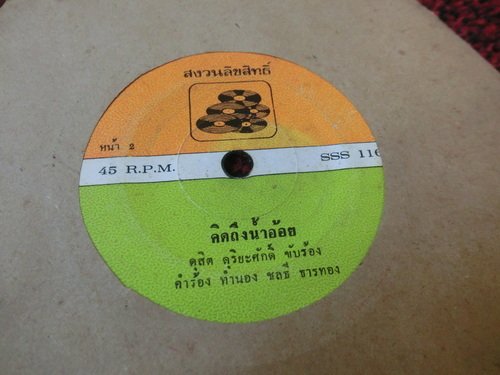 สงวนลิขสิทธิ์
หน้า 2
45 R.P.M.
SSS 116
คิดถึงน้ำอ้อย
ดุสิต ดุริยะศักดิ์ ขับร้อง
คำร้อง ทำนอง ชลธี ธารทอง